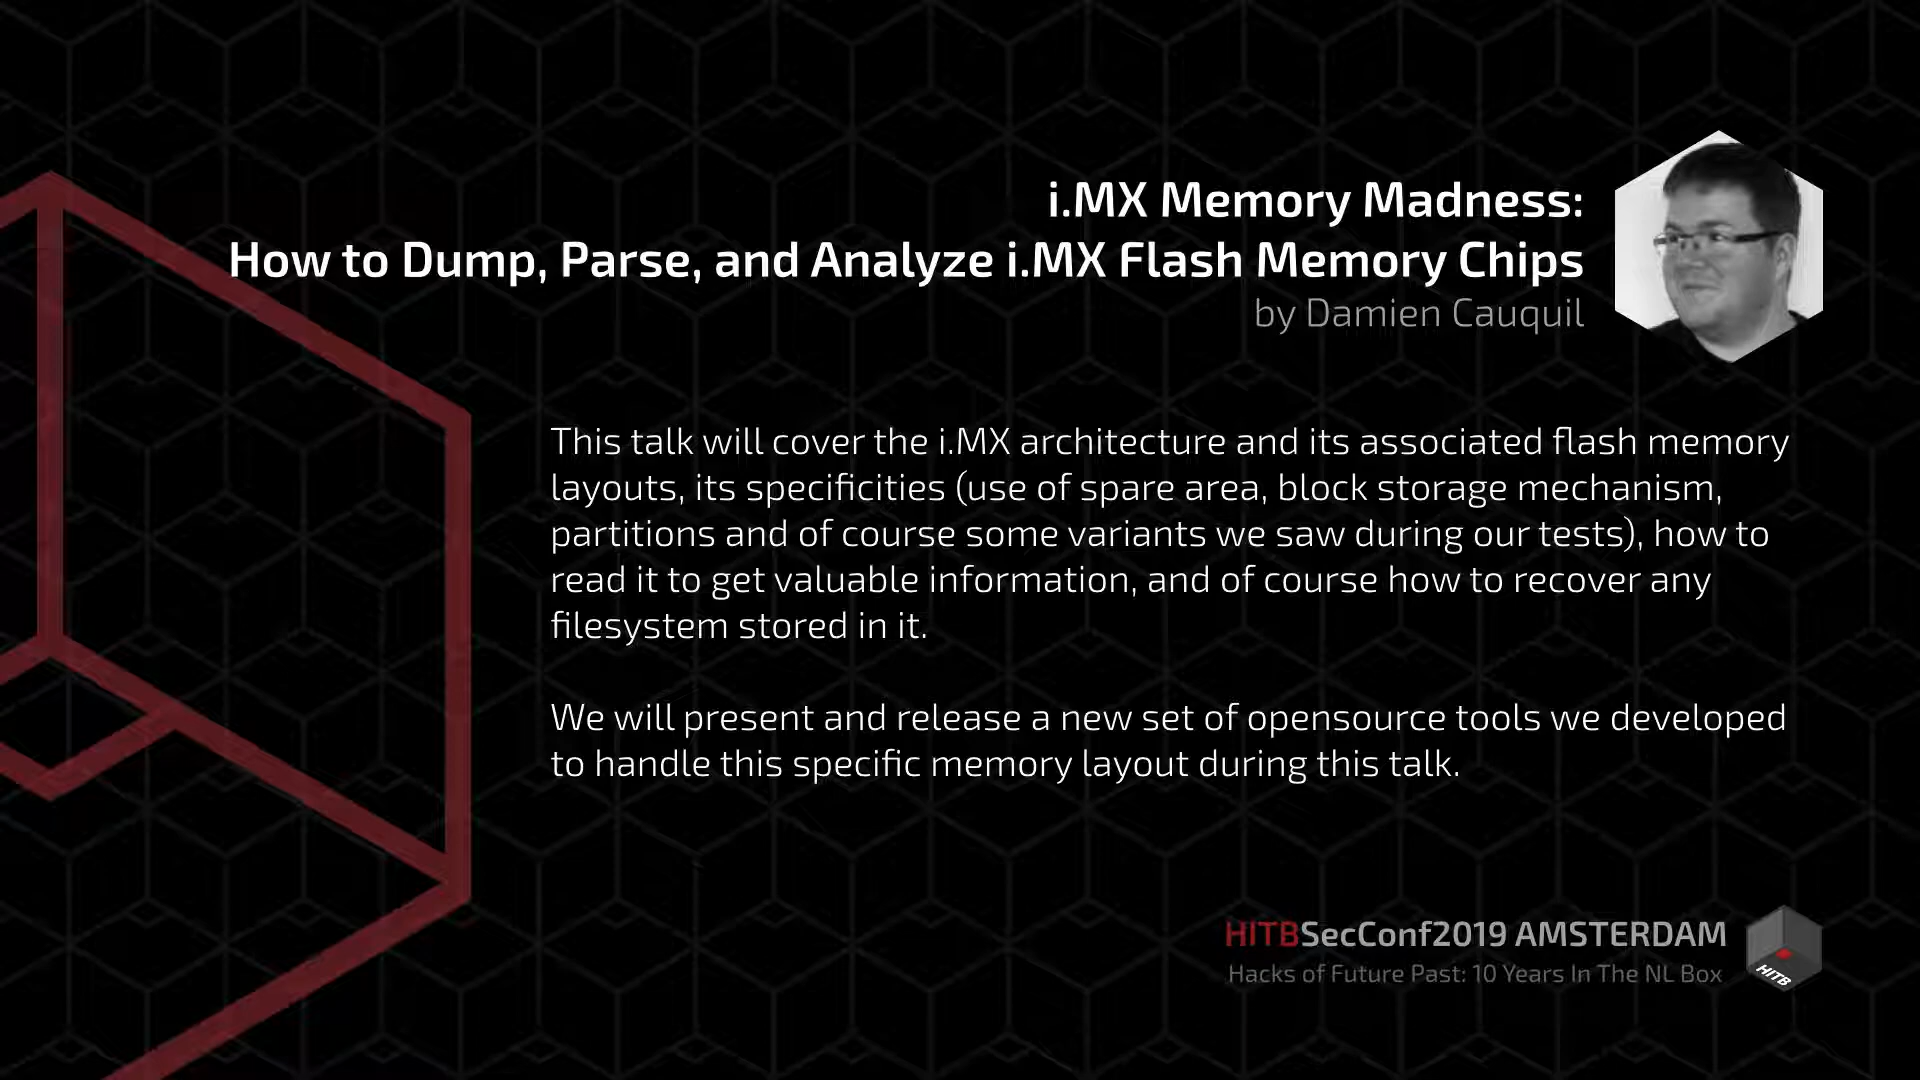 i.MX Memory Madness:
How to Dump, Parse, and Analyze i.MX Flash Memory Chips
by Damien Cauquil
This talk will cover the i.MX architecture and its associated flash memory
layouts, its specificities (use of spare area, block storage mechanism,
partitions and of course some variants we saw during our tests), how to
read it to get valuable information, and of course how to recover any
filesystem stored in it.
We will present and release a new set of opensource tools we developed
to handle this specific memory layout during this talk.
HITBSecConf2019 AMSTERDAM
Hacks of Future Past: 10 Years In The NL Box
HITB